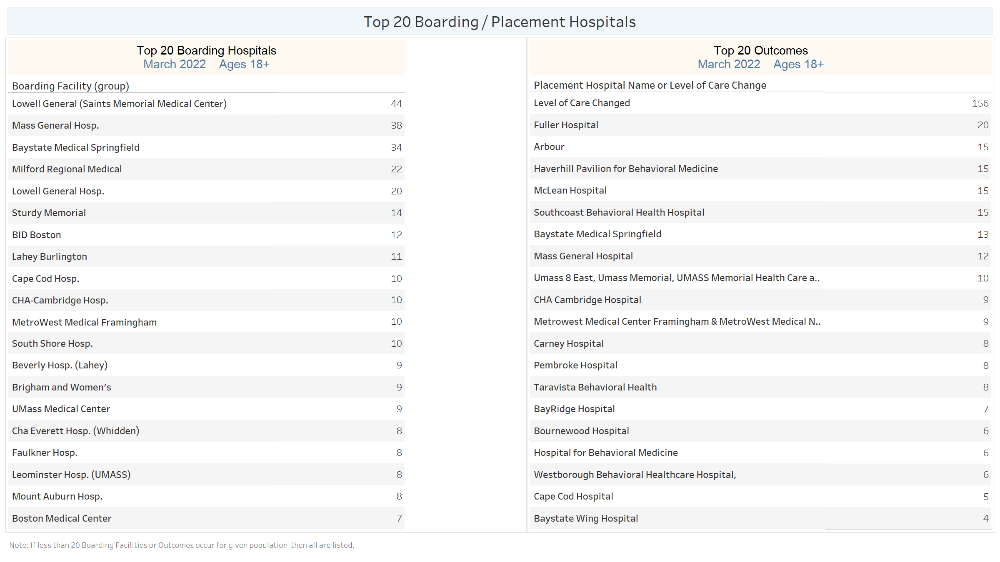 Top 20 Boarding / Placement Hospitals
Top 20 Boarding Hospitals
March 2022 Ages 18+
Boarding Facility (group)
Lowell General (Saints Memorial Medical Center) 44
Mass General Hosp. 38
Baystate Medical Springfield 34
Milford Regional Medical 22
Lowell General Hosp. 20
Sturdy Memorial 14
BID Boston 12
Lahey Burlington 11
Cape Cod Hosp. 10
CHA-Cambridge Hosp. 10
MetroWest Medical Framingham 10
South Shore Hosp. 10
Beverly Hosp. (Lahey) 9
Brigham and Women's 9
UMass Medical Center 9
Cha Everett Hosp. (Whidden) 8
Faulkner Hosp. 8
Leominster Hosp. (UMASS) 8
Mount Auburn Hosp. 8
Boston Medical Center 7
Top 20 Outcomes
March 2022 Ages 18+
Placement Hospital Name or Level of Care Change
Level of Care Changed 156
Fuller Hospital 20
Arbour 15
Haverhill Pavilion for Behavioral Medicine 15
McLean Hospital 15
Southcoast Behavioral Health Hospital 15
Baystate Medical Springfield 13
Mass General Hospital 12
Umass 8 East, Umass Memorial, UMASS Memorial Health Care a.. 10
CHA Cambridge Hospital 9
Metrowest Medical Center Framingham & MetroWest Medical N.. 9
Carney Hospital 8
Pembroke Hospital 8
Taravista Behavioral Health 8
BayRidge Hospital 7
Bournewood Hospital 6
Hospital for Behavioral Medicine 6
Westborough Behavioral Healthcare Hospital, 6
Cape Cod Hospital 5
Baystate Wing Hospital 4
Note: If less than 20 Boarding Facilities or Outcomes occur for given population then all are listed.